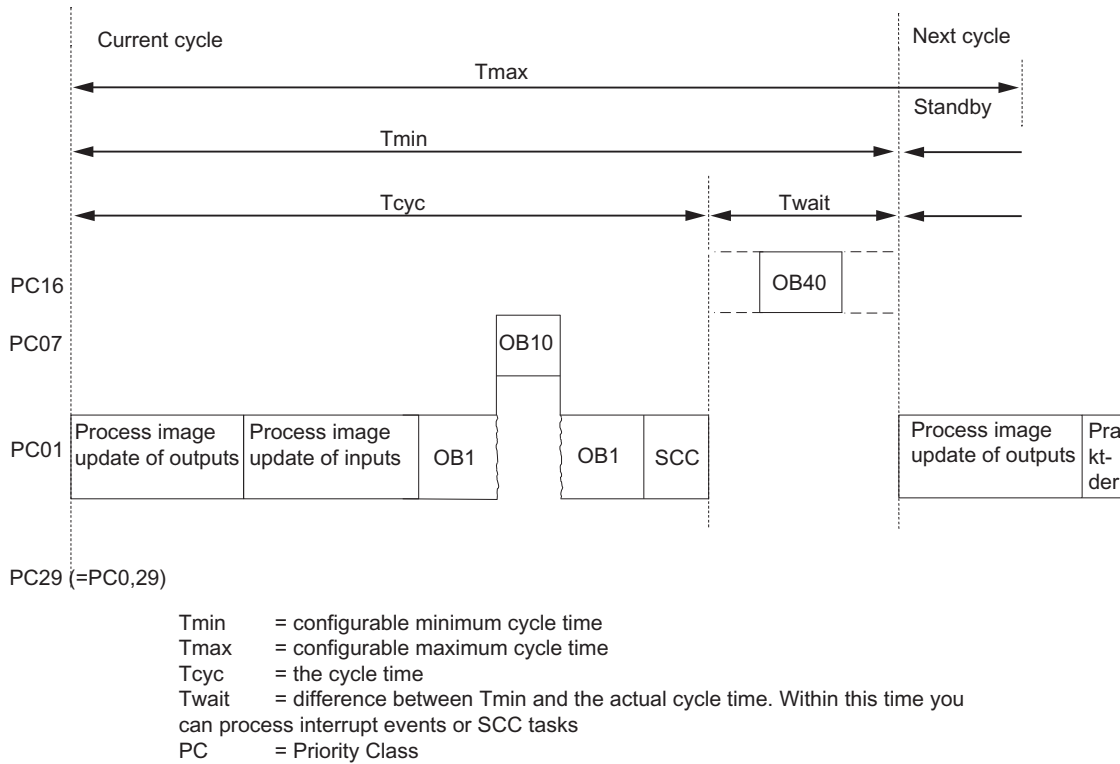 Current cycle
Next cycle
Tmax
Standby
Tmin
Tcyc
Twait
PC16
OB40
PC07
OB10
PC01
Process image
update of outputs
Process image
update of inputs
OB1
OB1
SCC
Process image
update of outputs
Pra
kt-
der
PC29 (=PC0,29)
Tmin = configurable minimum cycle time
Tmax = configurable maximum cycle time
Tcyc = the cycle time
Twait = difference between Tmin and the actual cycle time. Within this time you
can process interrupt events or SCC tasks
PC = Priority Class